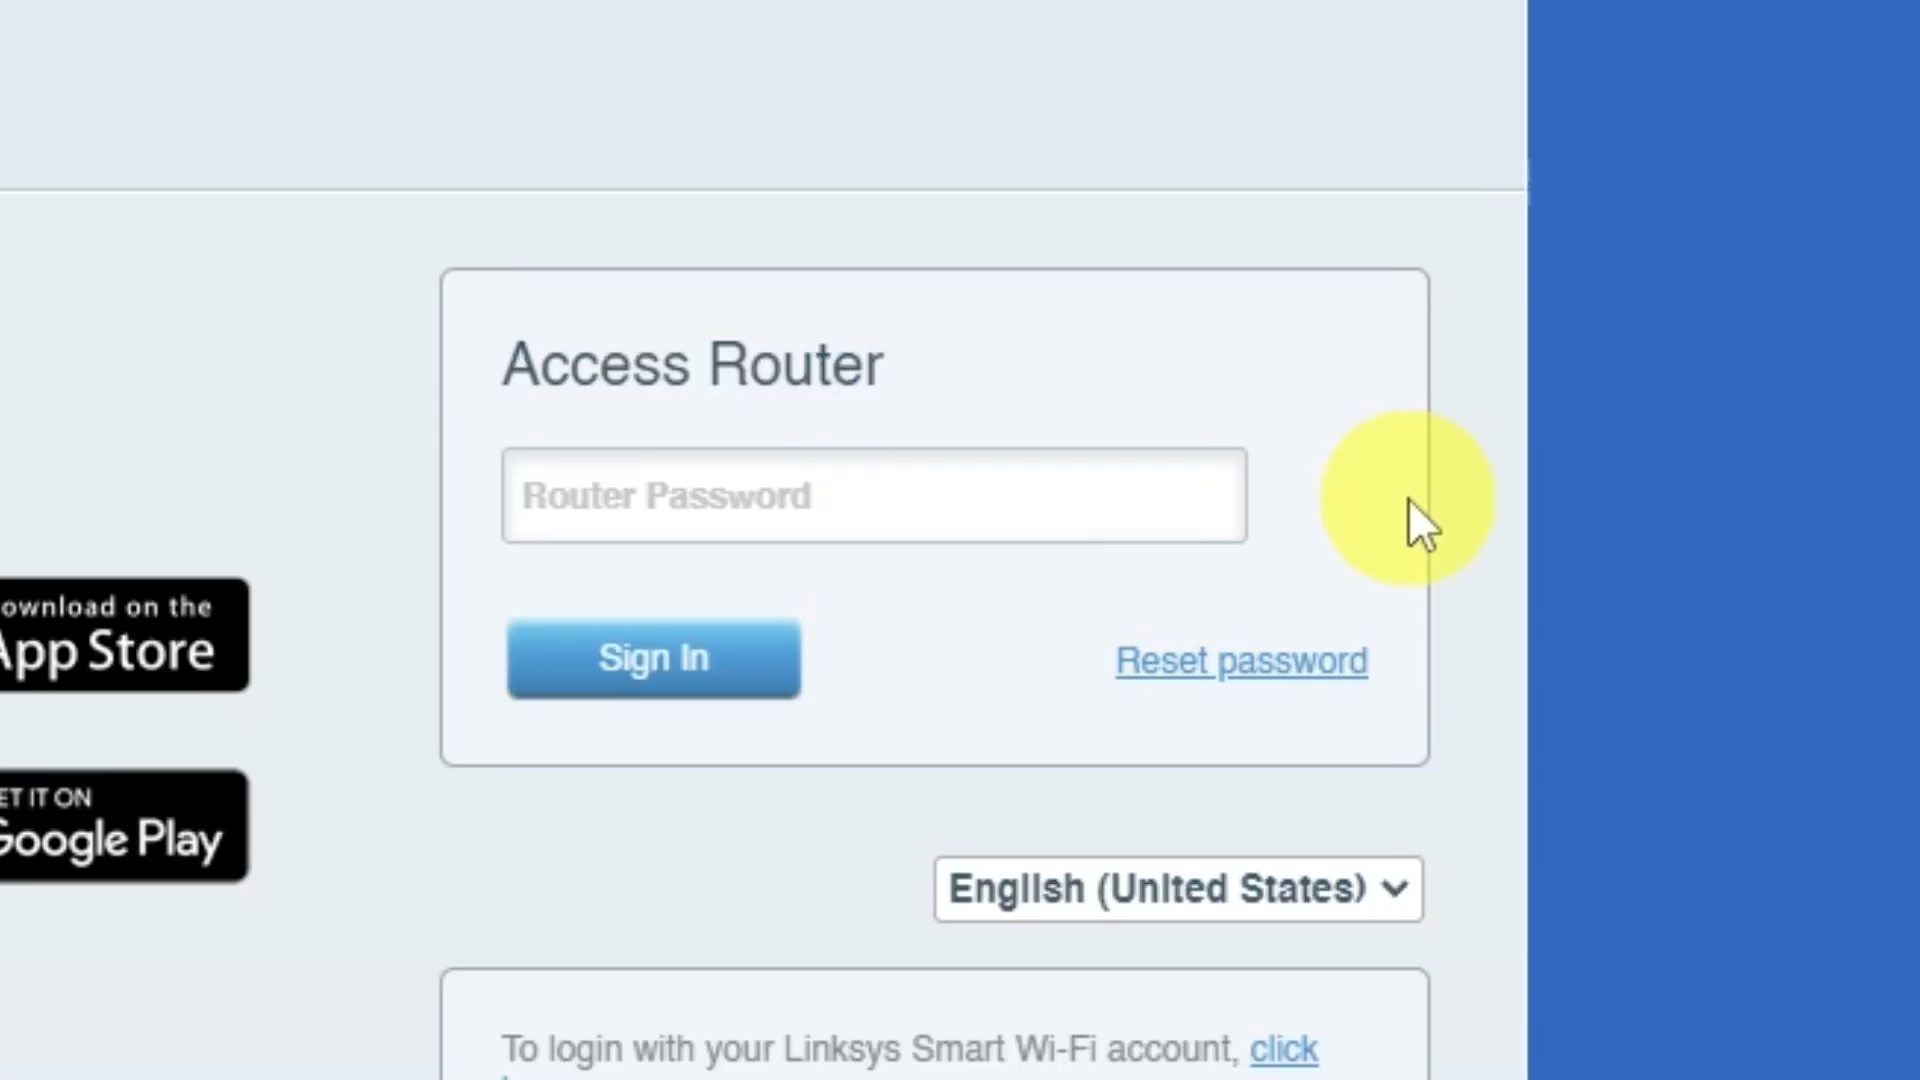 Access Router
Router Password
Sign In
Reset password
ownload on the
App Store
ET IT ON
Google Play
English (United States)
To login with your Linksys Smart Wi-Fi account, click